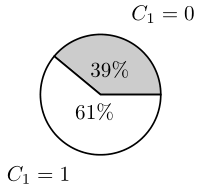 C₁ = 0
39%
61%
C₁ = 1